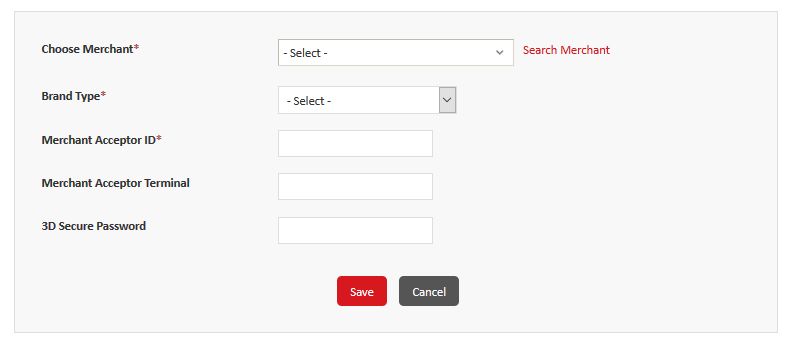 Choose Merchant* - Select - Search Merchant
Brand Type* - Select -
Merchant Acceptor ID*
Merchant Acceptor Terminal
3D Secure Password
Save Cancel